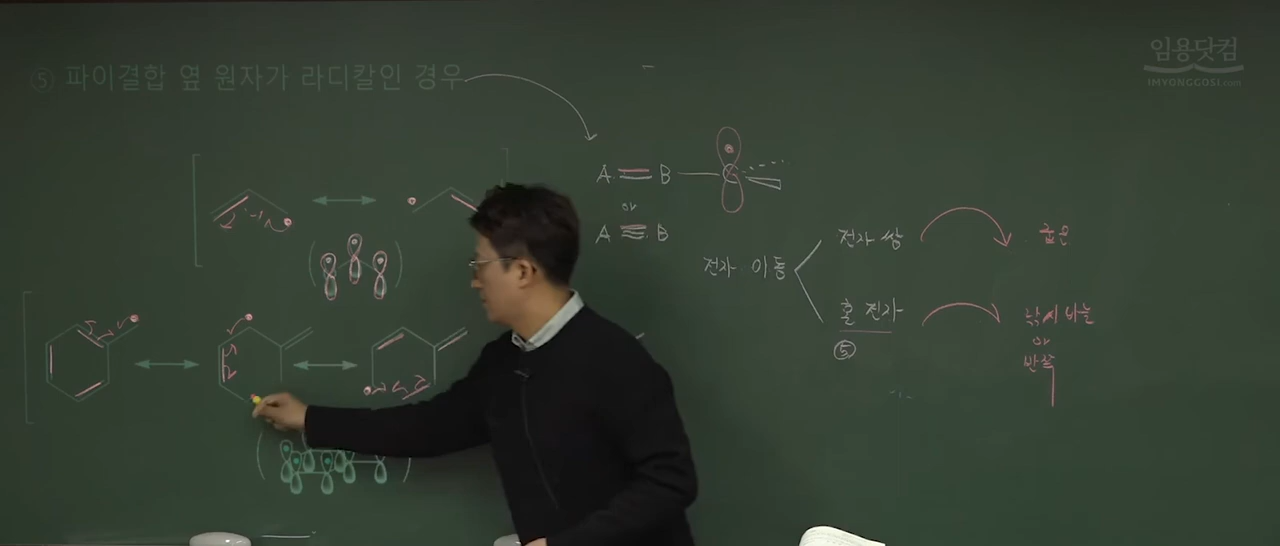 임용닷컴
IMYONGGOSI.com
⑤ 파이결합 옆 원자가 라디칼인 경우
A = B - C
or
A ≡ B
전자 이동
전자 쌍
굽은
홀 전자
⑤
낚시 바늘
or
반쪽